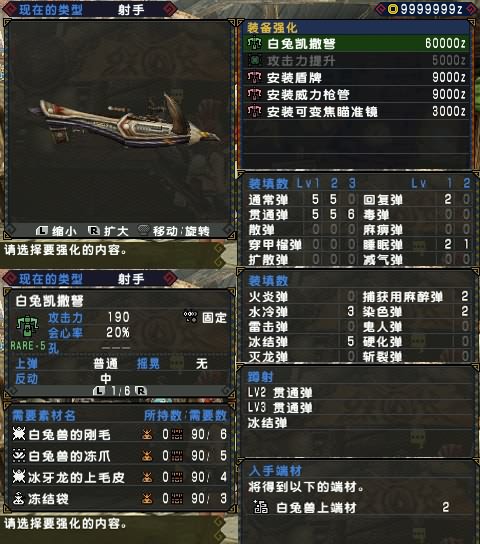 现在的类型 射手
缩小 扩大 移动/旋转
请选择要强化的内容。
9999999z
装备强化
白兔凯撒弩 60000z
攻击力提升 5000z
安装盾牌 9000z
安装威力枪管 9000z
安装可变焦瞄准镜 3000z
装填数 Lv1 2 3 Lv 1 2
通常弹 5 5 0 回复弹 2 0
贯通弹 5 5 6 毒弹 0 0
散弹 0 0 0 麻痹弹 0 0
穿甲榴弹 0 0 0 睡眠弹 2 1
扩散弹 0 0 0 减气弹 0 0
现在的类型 射手
白兔凯撒弩
攻击力 190 固定
会心率 20%
RARE-5 孔 ---
上弹 普通 摇晃 无
反动 中
L 1/6 R
装填数
火炎弹 0 捕获用麻醉弹 2
水冷弹 3 染色弹 2
雷击弹 0 鬼人弹 0
冰结弹 5 硬化弹 0
灭龙弹 0 斩裂弹 0
蹲射
LV2 贯通弹
LV3 贯通弹
冰结弹
需要素材名 所持数/需要数
白兔兽的刚毛 0 90/ 6
白兔兽的冻爪 0 90/ 5
冰牙龙的上毛皮 0 90/ 4
冻结袋 0 90/ 3
请选择要强化的内容。
入手端材
将得到以下的端材。
白兔兽上端材 2